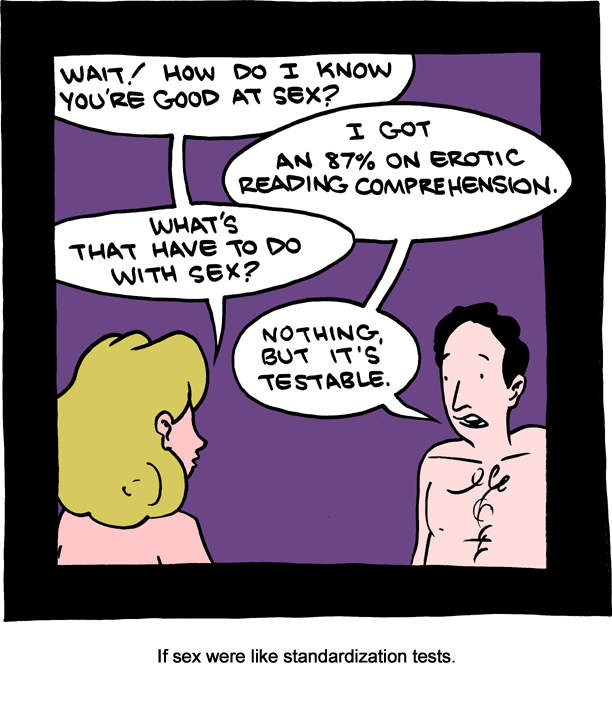 WAIT! HOW DO I KNOW
YOU'RE GOOD AT SEX?
I GOT
AN 87% ON EROTIC
READING COMPREHENSION.
WHAT'S
THAT HAVE TO DO
WITH SEX?
NOTHING,
BUT IT'S
TESTABLE.
If sex were like standardization tests.